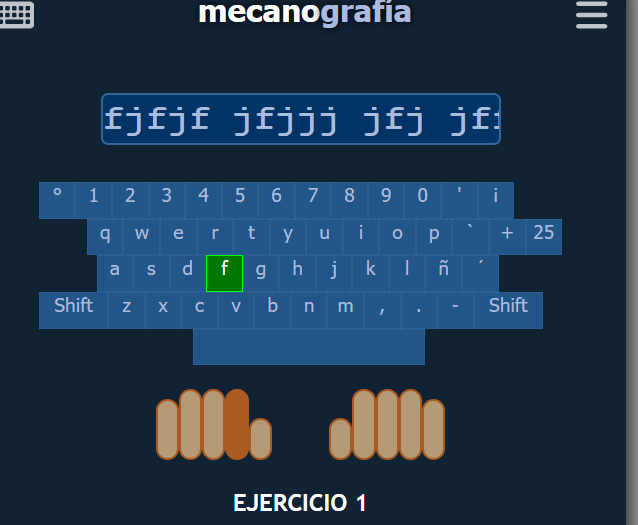 mecanografía
fjfjf jfjjj jfj jf
° 1 2 3 4 5 6 7 8 9 0 ' i
q w e r t y u i o p ` + 25
a s d f g h j k l ñ ´
Shift z x c v b n m , . - Shift
EJERCICIO 1